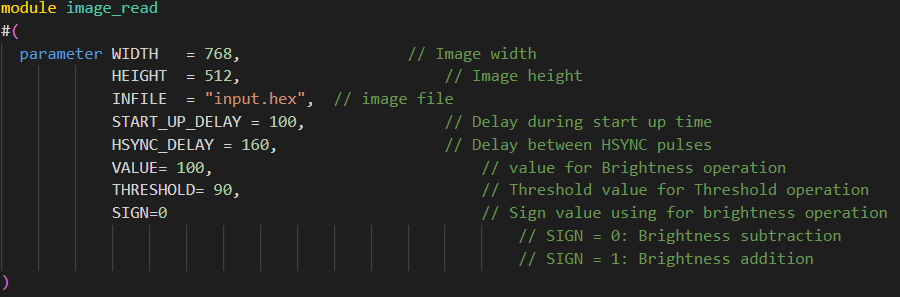 module image_read
#(
parameter WIDTH = 768, // Image width
HEIGHT = 512, // Image height
INFILE = "input.hex", // image file
START_UP_DELAY = 100, // Delay during start up time
HSYNC_DELAY = 160, // Delay between HSYNC pulses
VALUE= 100, // value for Brightness operation
THRESHOLD= 90, // Threshold value for Threshold operation
SIGN=0 // Sign value using for brightness operation
// SIGN = 0: Brightness subtraction
// SIGN = 1: Brightness addition
)